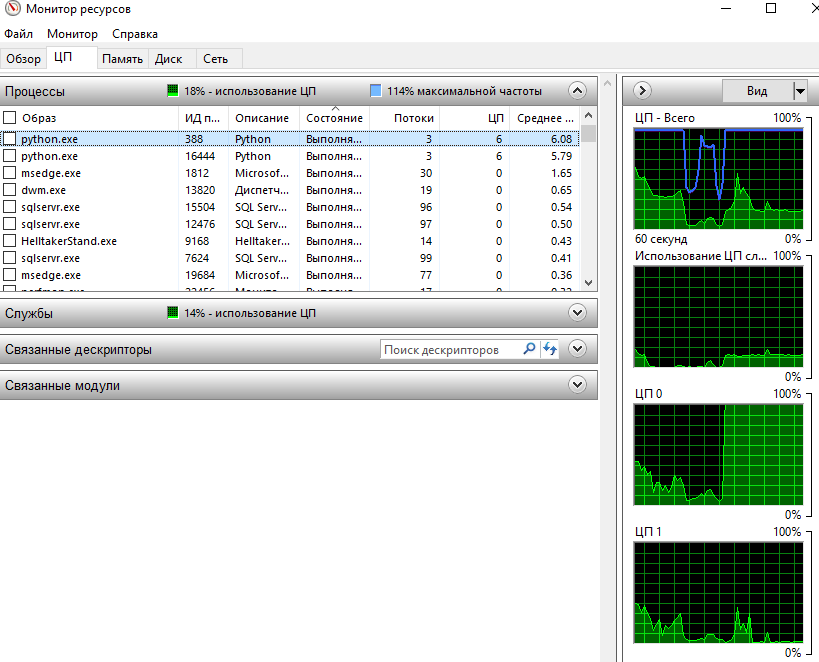 Монитор ресурсов
Файл Монитор Справка
Обзор ЦП Память Диск Сеть
Процессы 18% - использование ЦП 114% максимальной частоты
Образ ИД п... Описание Состояние Потоки ЦП Среднее ...
python.exe 388 Python Выполня... 3 6 6.08
python.exe 16444 Python Выполня... 3 6 5.79
msedge.exe 1812 Microsof... Выполня... 30 0 1.65
dwm.exe 13820 Диспетч... Выполня... 19 0 0.65
sqlservr.exe 15504 SQL Serv... Выполня... 96 0 0.54
sqlservr.exe 12476 SQL Serv... Выполня... 97 0 0.50
HelltakerStand.exe 9168 Helltaker... Выполня... 14 0 0.43
sqlservr.exe 7624 SQL Serv... Выполня... 99 0 0.41
msedge.exe 19684 Microsof... Выполня... 77 0 0.36
Службы 14% - использование ЦП
Связанные дескрипторы Поиск дескрипторов
Связанные модули
Вид
ЦП - Всего 100%
60 секунд 0%
Использование ЦП сл... 100%
0%
ЦП 0 100%
0%
ЦП 1 100%
0%